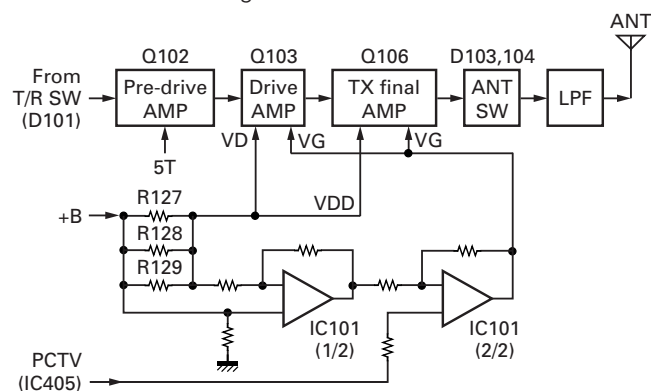 ANT
Q102
Q103
Q106
D103,104
From
T/R SW
(D101)
Pre-drive
AMP
Drive
AMP
TX final
AMP
ANT
SW
LPF
5T
VD
VG
VG
+B
R127
VDD
R128
R129
IC101
(1/2)
IC101
(2/2)
PCTV
(IC405)